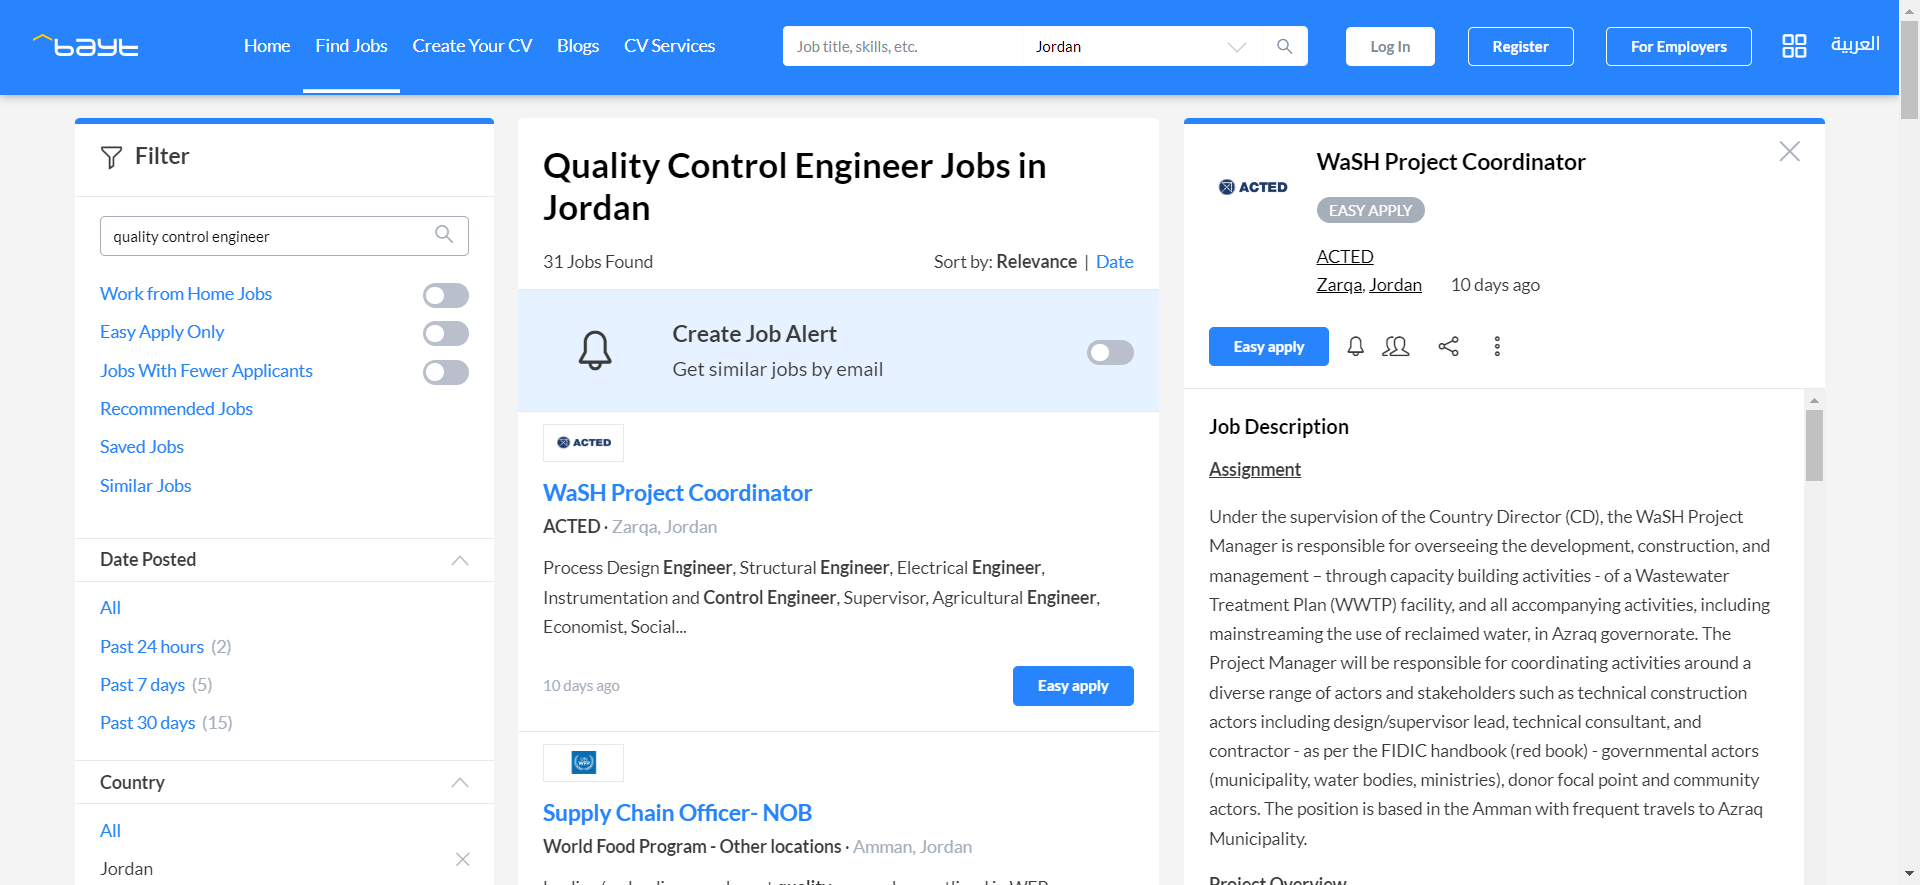 bayt
Home
Find Jobs
Create Your CV
Blogs
CV Services
Job title, skills, etc.
Jordan
Log In
Register
For Employers
العربية
Filter
quality control engineer
Work from Home Jobs
Easy Apply Only
Jobs With Fewer Applicants
Recommended Jobs
Saved Jobs
Similar Jobs
Date Posted
All
Past 24 hours (2)
Past 7 days (5)
Past 30 days (15)
Country
All
Jordan
Quality Control Engineer Jobs in
Jordan
31 Jobs Found
Sort by: Relevance | Date
Create Job Alert
Get similar jobs by email
ACTED
WaSH Project Coordinator
ACTED · Zarqa, Jordan
Process Design Engineer, Structural Engineer, Electrical Engineer,
Instrumentation and Control Engineer, Supervisor, Agricultural Engineer,
Economist, Social...
10 days ago
Easy apply
WFP
Supply Chain Officer- NOB
World Food Program - Other locations · Amman, Jordan
WaSH Project Coordinator
ACTED
EASY APPLY
ACTED
Zarqa, Jordan
10 days ago
Easy apply
Job Description
Assignment
Under the supervision of the Country Director (CD), the WaSH Project
Manager is responsible for overseeing the development, construction, and
management – through capacity building activities - of a Wastewater
Treatment Plan (WWTP) facility, and all accompanying activities, including
mainstreaming the use of reclaimed water, in Azraq governorate. The
Project Manager will be responsible for coordinating activities around a
diverse range of actors and stakeholders such as technical construction
actors including design/supervisor lead, technical consultant, and
contractor - as per the FIDIC handbook (red book) - governmental actors
(municipality, water bodies, ministries), donor focal point and community
actors. The position is based in the Amman with frequent travels to Azraq
Municipality.
Project Overview